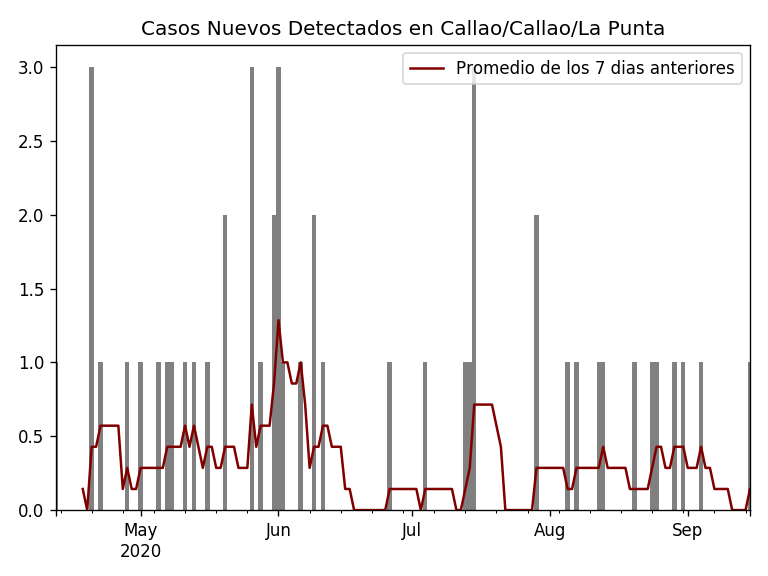 Casos Nuevos Detectados en Callao/Callao/La Punta
Promedio de los 7 dias anteriores
3.0
2.5
2.0
1.5
1.0
0.5
0.0
May Jun Jul Aug Sep
2020